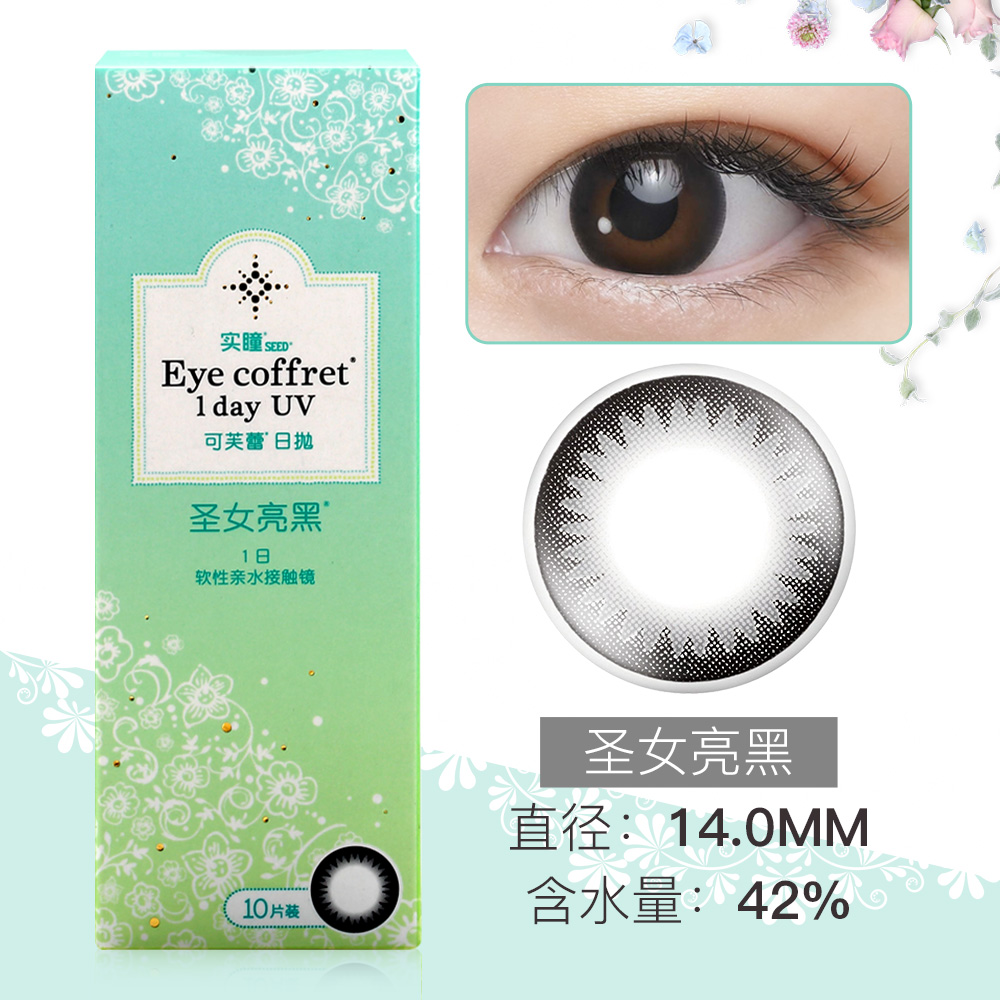 实瞳® SEED®
Eye coffret®
1 day UV
可芙蕾® 日抛
圣女亮黑®
1日
软性亲水接触镜
10片装
圣女亮黑
直径：14.0MM
含水量：42%